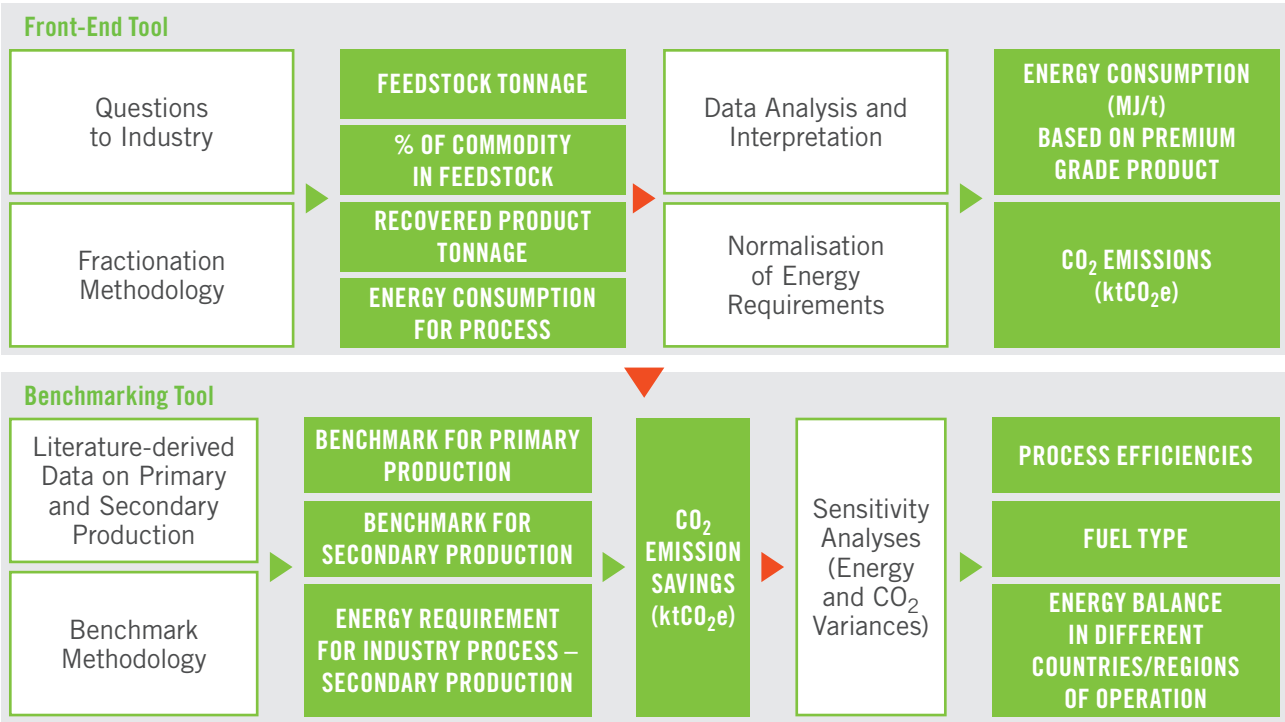 Front-End Tool
Questions
to Industry
Fractionation
Methodology
FEEDSTOCK TONNAGE
% OF COMMODITY
IN FEEDSTOCK
RECOVERED PRODUCT
TONNAGE
ENERGY CONSUMPTION
FOR PROCESS
Data Analysis and
Interpretation
Normalisation
of Energy
Requirements
ENERGY CONSUMPTION
(MJ/t)
BASED ON PREMIUM
GRADE PRODUCT
CO₂ EMISSIONS
(ktCO₂e)
Benchmarking Tool
Literature-derived
Data on Primary
and Secondary
Production
Benchmark
Methodology
BENCHMARK FOR PRIMARY
PRODUCTION
BENCHMARK FOR
SECONDARY PRODUCTION
ENERGY REQUIREMENT
FOR INDUSTRY PROCESS –
SECONDARY PRODUCTION
CO₂
EMISSION
SAVINGS
(ktCO₂e)
Sensitivity
Analyses
(Energy
and CO₂
Variances)
PROCESS EFFICIENCIES
FUEL TYPE
ENERGY BALANCE
IN DIFFERENT
COUNTRIES/REGIONS
OF OPERATION